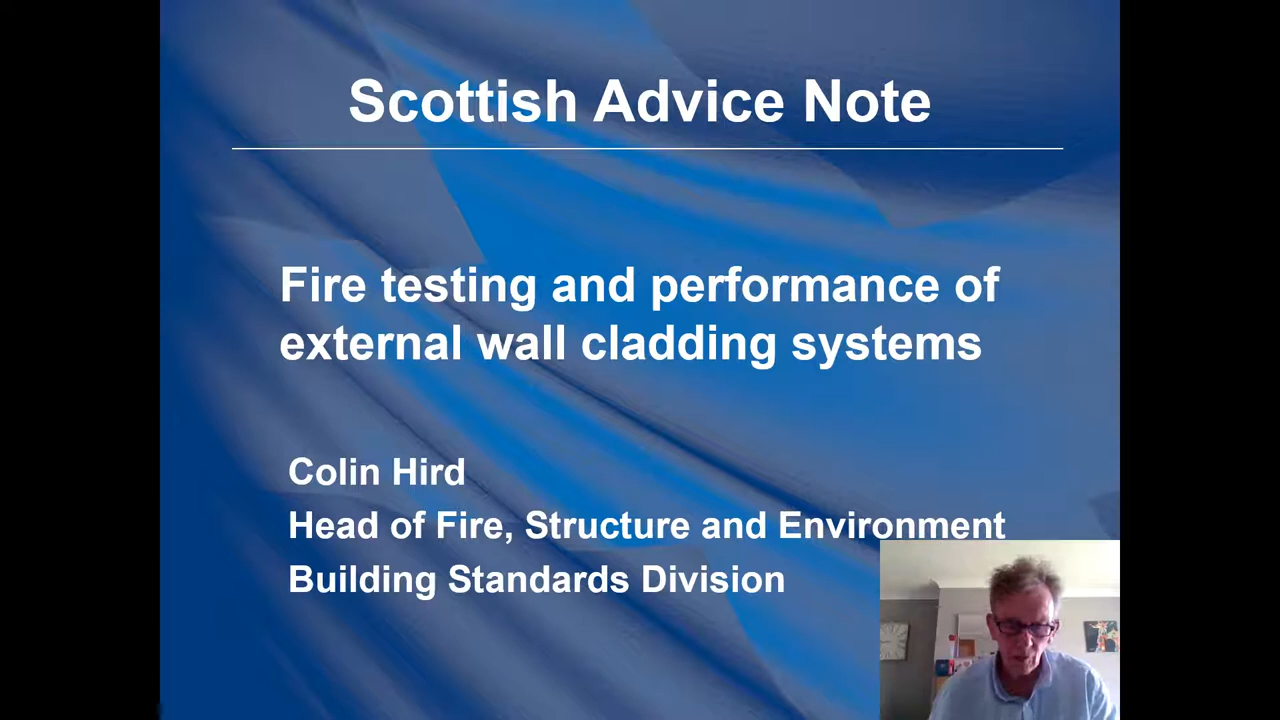 Scottish Advice Note
Fire testing and performance of
external wall cladding systems
Colin Hird
Head of Fire, Structure and Environment
Building Standards Division